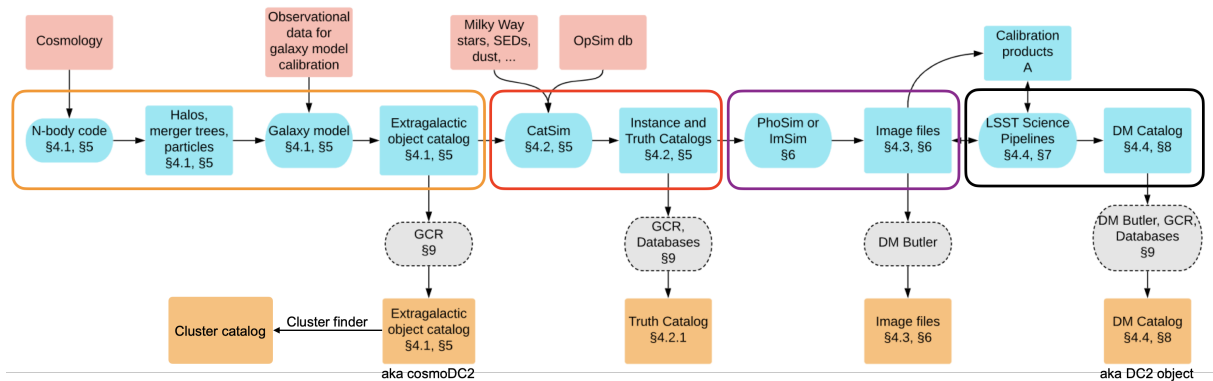 Cosmology
Observational
data for
galaxy model
calibration
Milky Way
stars, SEDs,
dust, ...
OpSim db
Calibration
products
A
N-body code
§4.1, §5
Halos,
merger trees,
particles
§4.1, §5
Galaxy model
§4.1, §5
Extragalactic
object catalog
§4.1, §5
CatSim
§4.2, §5
Instance and
Truth Catalogs
§4.2, §5
PhoSim or
ImSim
§6
Image files
§4.3, §6
LSST Science
Pipelines
§4.4, §7
DM Catalog
§4.4, §8
GCR
§9
GCR,
Databases
§9
DM Butler
DM Butler, GCR,
Databases
§9
Cluster catalog
Cluster finder
Extragalactic
object catalog
§4.1, §5
aka cosmoDC2
Truth Catalog
§4.2.1
Image files
§4.3, §6
DM Catalog
§4.4, §8
aka DC2 object